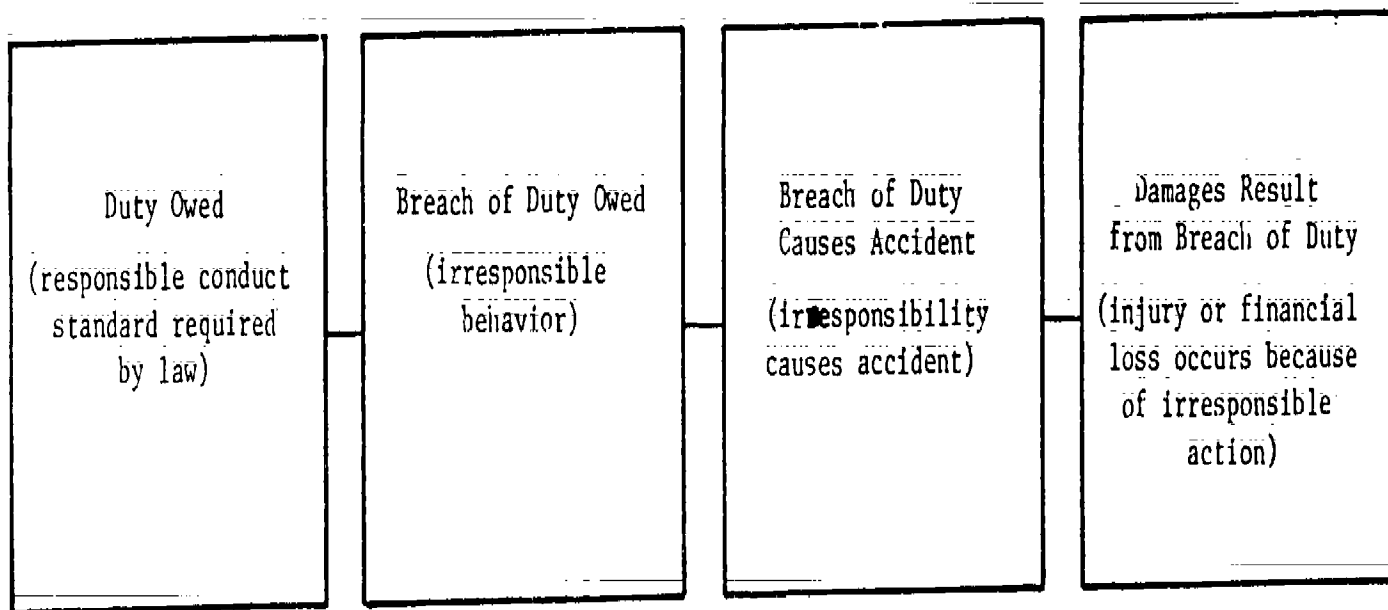 Duty Owed
(responsible conduct
standard required
by law)
Breach of Duty Owed
(irresponsible
behavior)
Breach of Duty
Causes Accident
(irresponsibility
causes accident)
Damages Result
from Breach of Duty
(injury or financial
loss occurs because
of irresponsible
action)